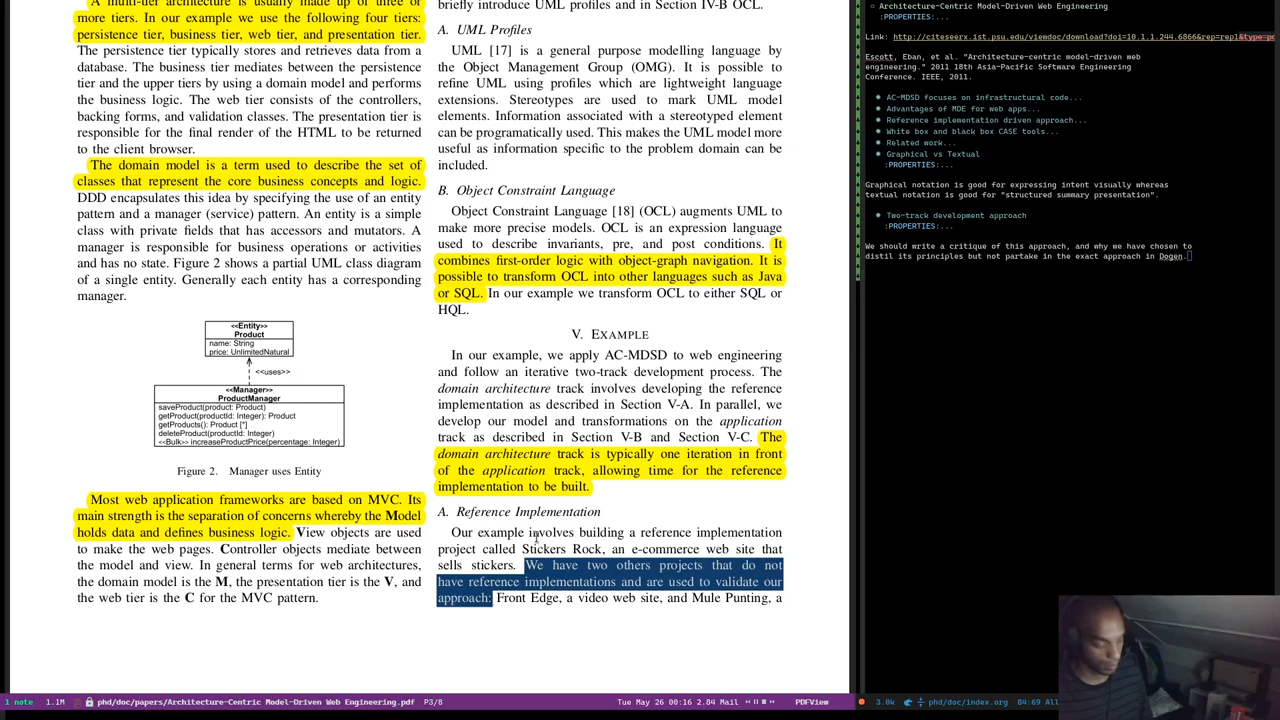 A multi-tier architecture is usually made up of three or
more tiers. In our example we use the following four tiers:
persistence tier, business tier, web tier, and presentation tier.
The persistence tier typically stores and retrieves data from a
database. The business tier mediates between the persistence
tier and the upper tiers by using a domain model and performs
the business logic. The web tier consists of the controllers,
backing forms, and validation classes. The presentation tier is
responsible for the final render of the HTML to be returned
to the client browser.
The domain model is a term used to describe the set of
classes that represent the core business concepts and logic.
DDD encapsulates this idea by specifying the use of an entity
pattern and a manager (service) pattern. An entity is a simple
class with private fields that has accessors and mutators. A
manager is responsible for business operations or activities
and has no state. Figure 2 shows a partial UML class diagram
of a single entity. Generally each entity has a corresponding
manager.
<<Entity>>
Product
name: String
price: UnlimitedNatural
<<uses>>
<<Manager>>
ProductManager
saveProduct(product: Product)
getProduct(productId: Integer): Product
getProducts(): Product [*]
deleteProduct(productId: Integer)
<<Bulk>> increaseProductPrice(percentage: Integer)
Figure 2. Manager uses Entity
Most web application frameworks are based on MVC. Its
main strength is the separation of concerns whereby the Model
holds data and defines business logic. View objects are used
to make the web pages. Controller objects mediate between
the model and view. In general terms for web architectures,
the domain model is the M, the presentation tier is the V, and
the web tier is the C for the MVC pattern.
briefly introduce UML profiles and in Section IV-B OCL.
A. UML Profiles
UML [17] is a general purpose modelling language by
the Object Management Group (OMG). It is possible to
refine UML using profiles which are lightweight language
extensions. Stereotypes are used to mark UML model
elements. Information associated with a stereotyped element
can be programatically used. This makes the UML model more
useful as information specific to the problem domain can be
included.
B. Object Constraint Language
Object Constraint Language [18] (OCL) augments UML to
make more precise models. OCL is an expression language
used to describe invariants, pre, and post conditions. It
combines first-order logic with object-graph navigation. It is
possible to transform OCL into other languages such as Java
or SQL. In our example we transform OCL to either SQL or
HQL.
V. EXAMPLE
In our example, we apply AC-MDSD to web engineering
and follow an iterative two-track development process. The
domain architecture track involves developing the reference
implementation as described in Section V-A. In parallel, we
develop our model and transformations on the application
track as described in Section V-B and Section V-C. The
domain architecture track is typically one iteration in front
of the application track, allowing time for the reference
implementation to be built.
A. Reference Implementation
Our example involves building a reference implementation
project called Stickers Rock, an e-commerce web site that
sells stickers. We have two others projects that do not
have reference implementations and are used to validate our
approach: Front Edge, a video web site, and Mule Punting, a
Architecture-Centric Model-Driven Web Engineering
:PROPERTIES:...
Link: http://citeseerx.ist.psu.edu/viewdoc/download?doi=10.1.1.244.6866&rep=rep1&type=p
Escott, Eban, et al. "Architecture-centric model-driven web
engineering." 2011 18th Asia-Pacific Software Engineering
Conference. IEEE, 2011.
AC-MDSD focuses on infrastructural code...
Advantages of MDE for web apps...
Reference implementation driven approach...
White box and black box CASE tools...
Related work...
Graphical vs Textual
:PROPERTIES:...
Graphical notation is good for expressing intent visually whereas
textual notation is good for "structured summary presentation".
Two-track development approach
:PROPERTIES:...
We should write a critique of this approach, and why we have chosen to
distil its principles but not partake in the exact approach in Dogen.
1 note 1.1M phd/doc/papers/Architecture-Centric Model-Driven Web Engineering.pdf P3/8 Tue May 26 00:16 2.84 Mail PDFView
3.0k phd/doc/index.org 84:69 All